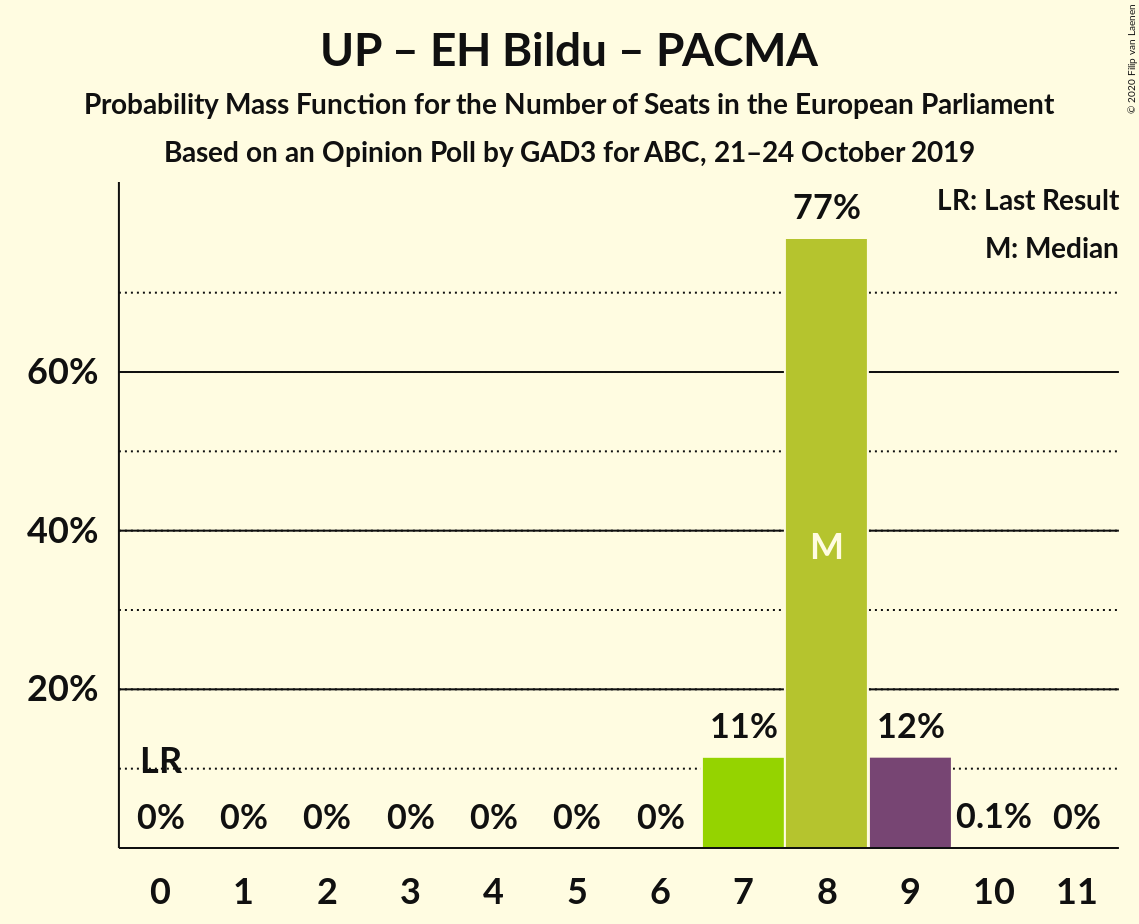 UP – EH Bildu – PACMA
Probability Mass Function for the Number of Seats in the European Parliament
Based on an Opinion Poll by GAD3 for ABC, 21–24 October 2019
© 2020 Filip van Laenen
LR: Last Result
M: Median
77%
60%
40%
M
20%
11%
12%
LR
0% 0% 0% 0% 0% 0% 0% 0.1% 0%
0 1 2 3 4 5 6 7 8 9 10 11